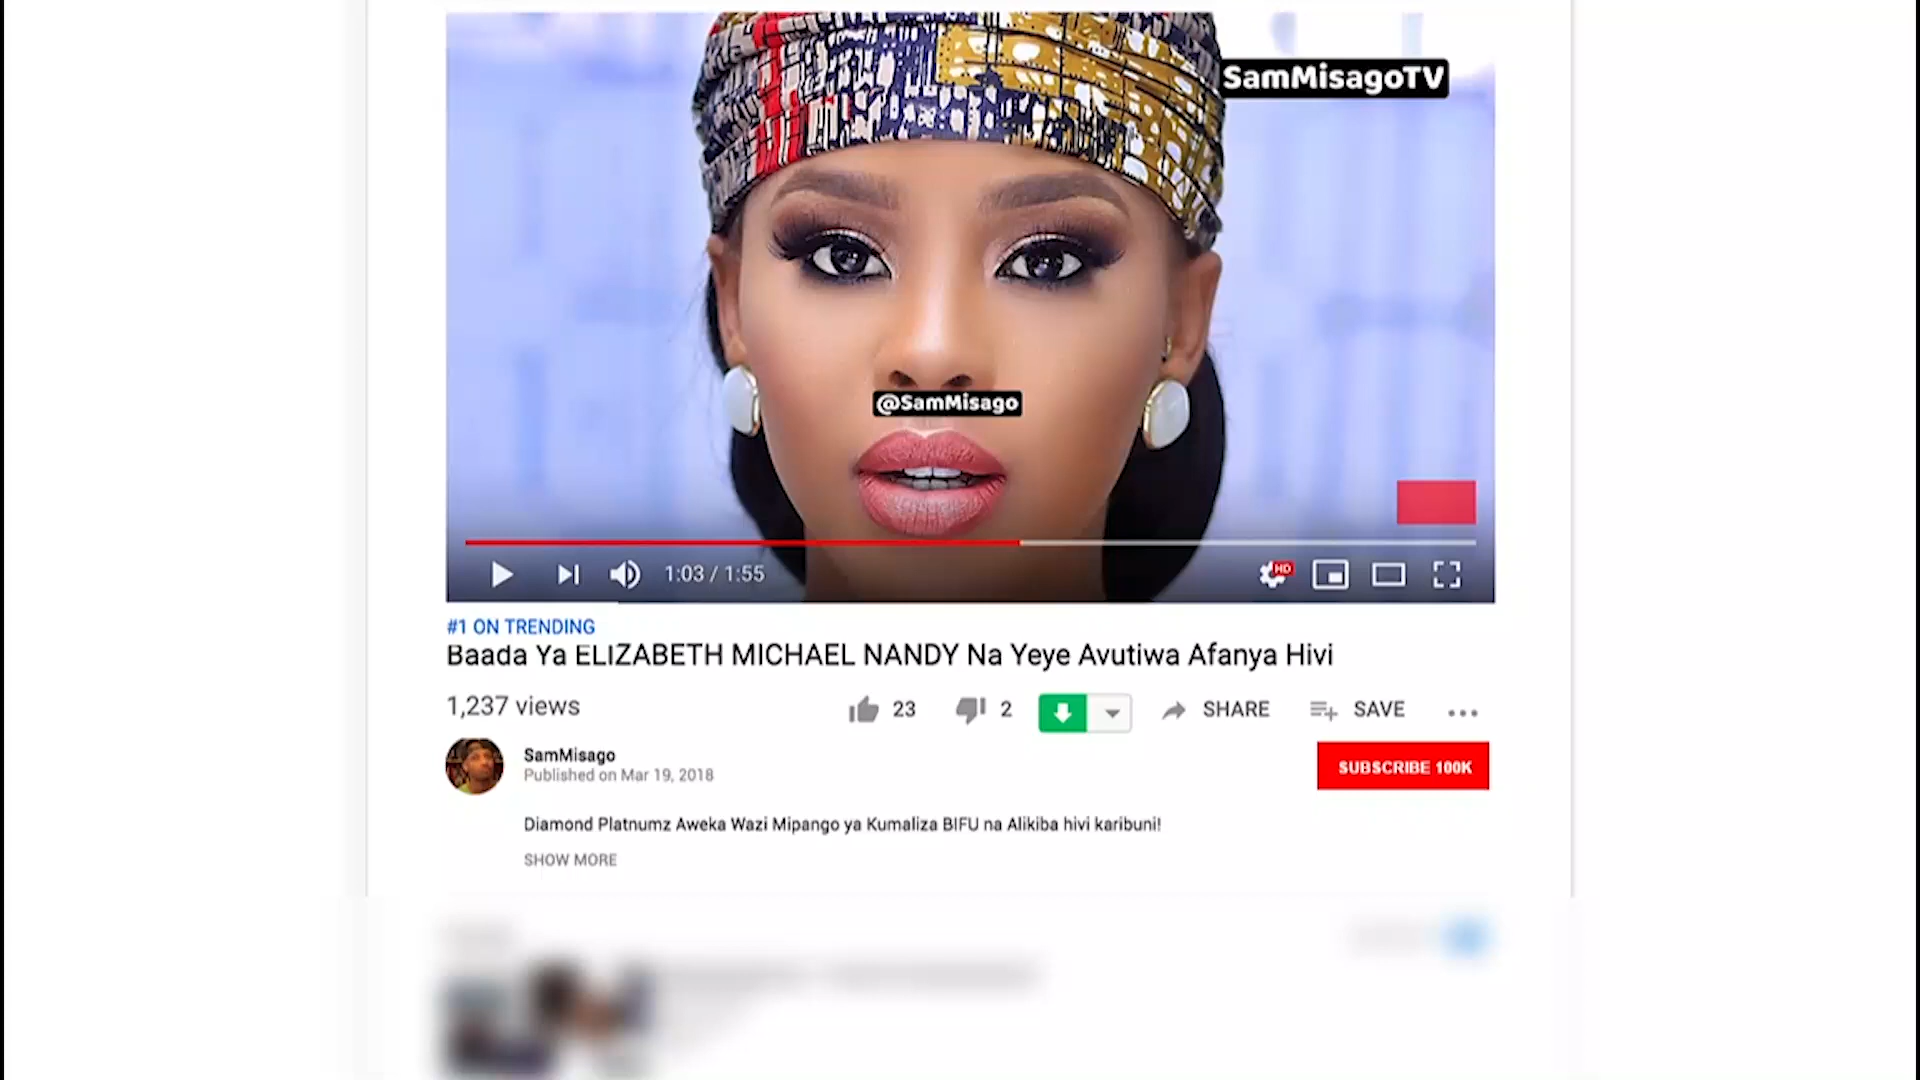 SamMisagoTV
@SamMisago
1:03 / 1:55
HD
#1 ON TRENDING
Baada Ya ELIZABETH MICHAEL NANDY Na Yeye Avutiwa Afanya Hivi
1,237 views
23
2
SHARE
SAVE
SamMisago
Published on Mar 19, 2018
SUBSCRIBE 100K
Diamond Platnumz Aweka Wazi Mipango ya Kumaliza BIFU na Alikiba hivi karibuni!
SHOW MORE